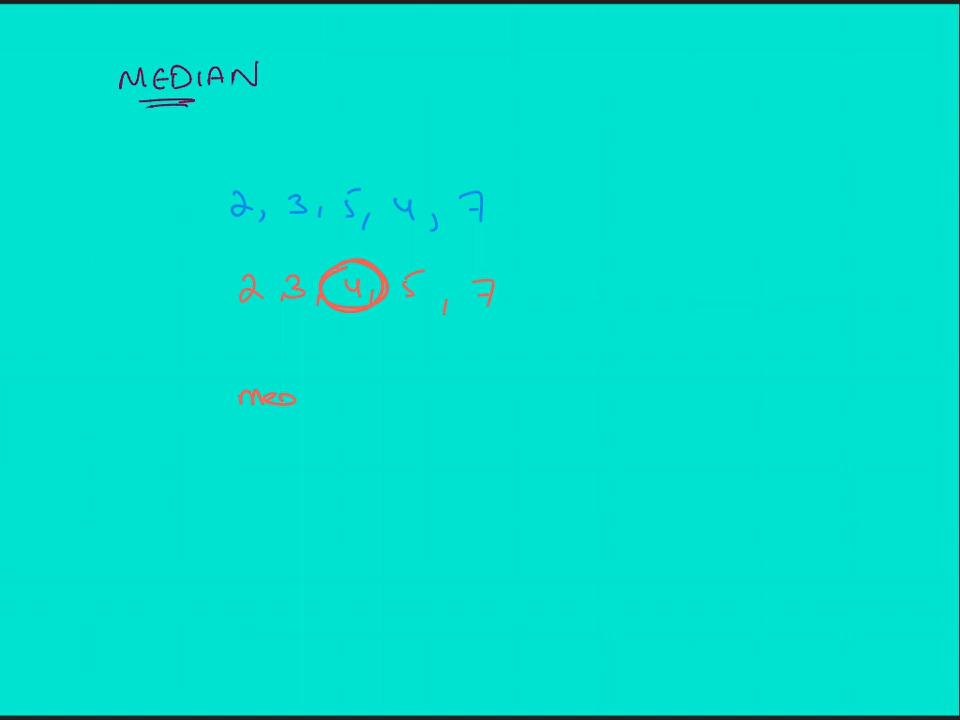 MEDIAN
2, 3, 5, 4, 7
2, 3, 4, 5, 7
MED